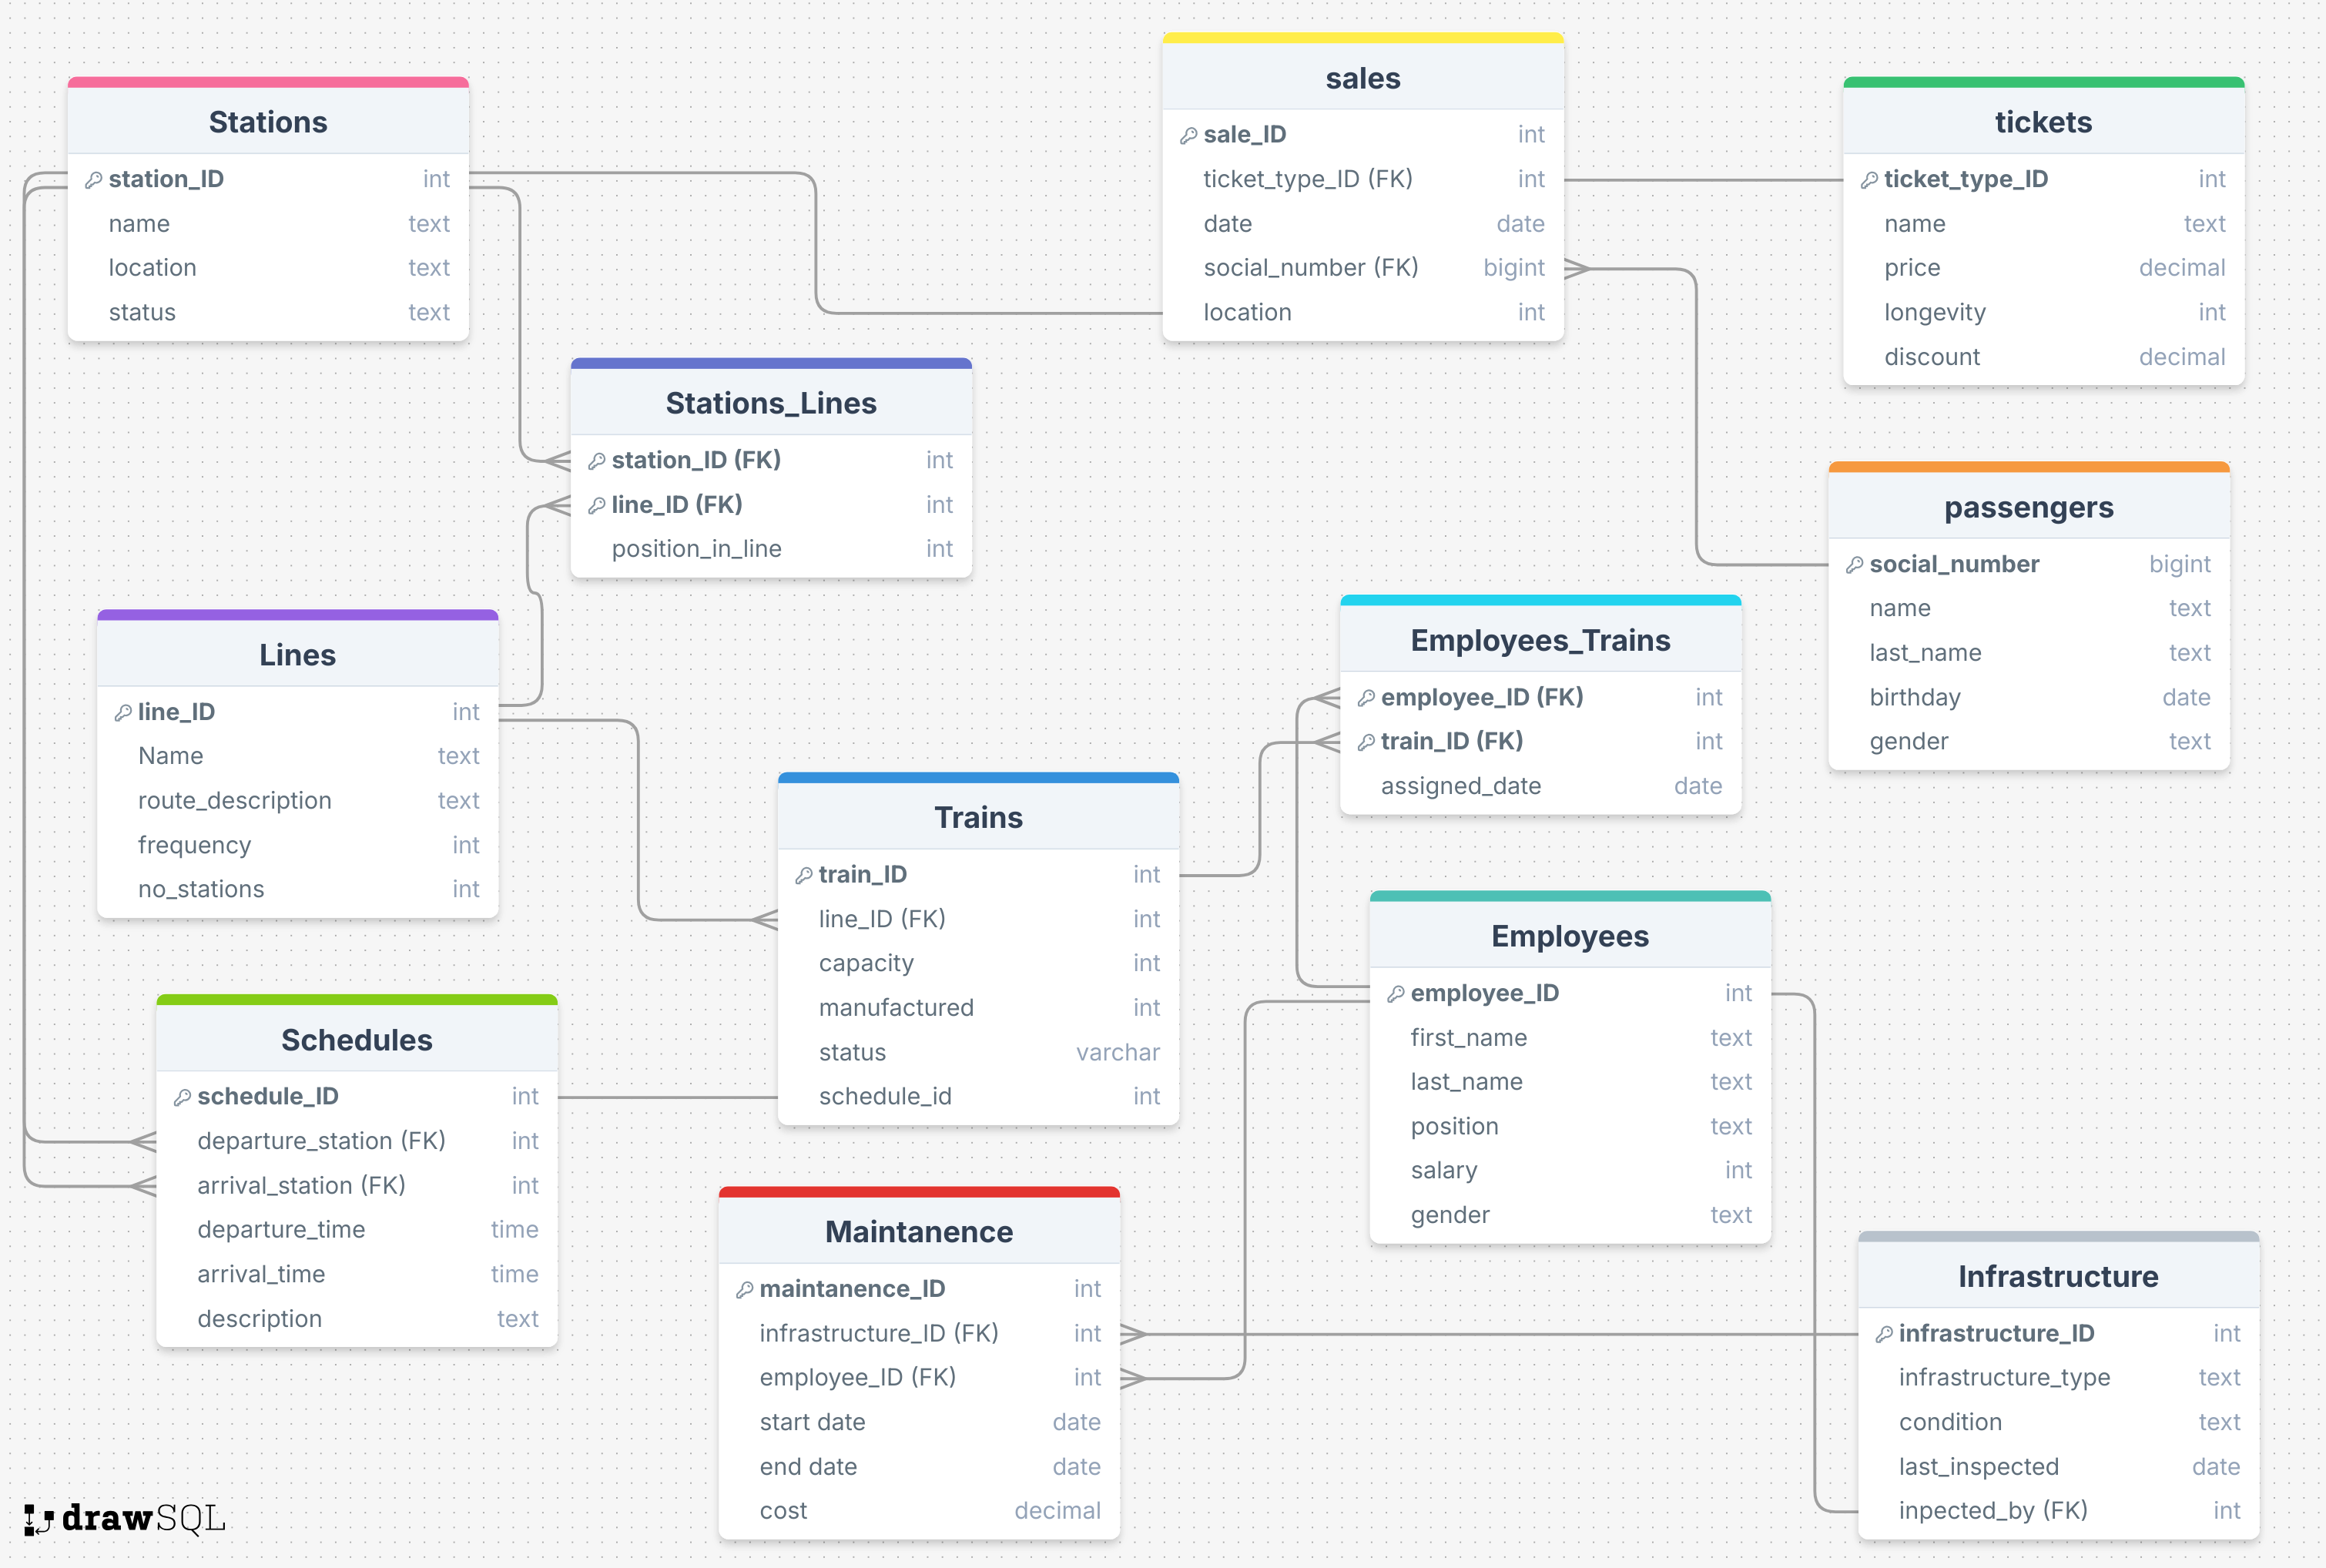 Stations
station_ID int
name text
location text
status text
sales
sale_ID int
ticket_type_ID (FK) int
date date
social_number (FK) bigint
location int
tickets
ticket_type_ID int
name text
price decimal
longevity int
discount decimal
Stations_Lines
station_ID (FK) int
line_ID (FK) int
position_in_line int
passengers
social_number bigint
name text
last_name text
birthday date
gender text
Lines
line_ID int
Name text
route_description text
frequency int
no_stations int
Employees_Trains
employee_ID (FK) int
train_ID (FK) int
assigned_date date
Trains
train_ID int
line_ID (FK) int
capacity int
manufactured int
status varchar
schedule_id int
Employees
employee_ID int
first_name text
last_name text
position text
salary int
gender text
Schedules
schedule_ID int
departure_station (FK) int
arrival_station (FK) int
departure_time time
arrival_time time
description text
Maintanence
maintanence_ID int
infrastructure_ID (FK) int
employee_ID (FK) int
start date date
end date date
cost decimal
Infrastructure
infrastructure_ID int
infrastructure_type text
condition text
last_inspected date
inpected_by (FK) int
drawSQL